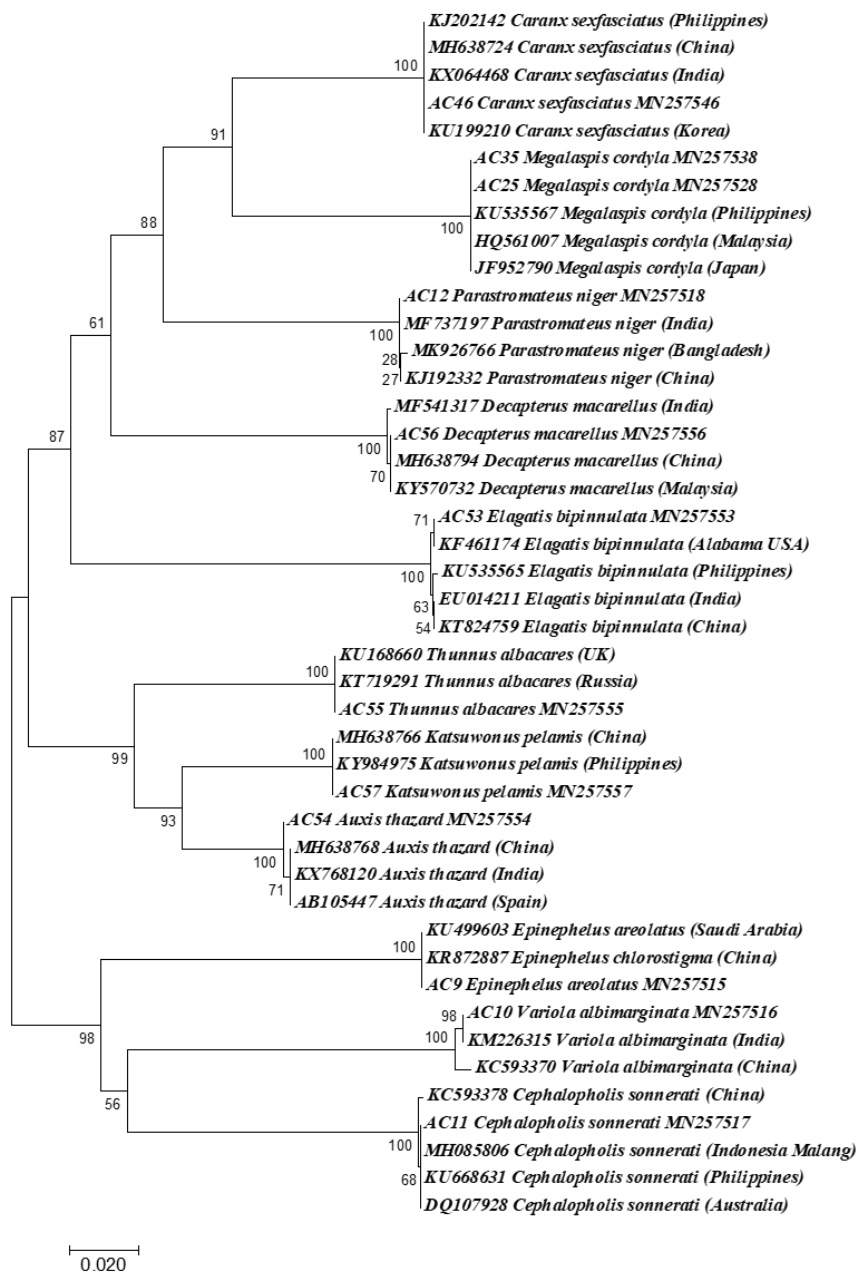 KJ202142 Caranx sexfasciatus (Philippines)
MH638724 Caranx sexfasciatus (China)
100 KX064468 Caranx sexfasciatus (India)
AC46 Caranx sexfasciatus MN257546
91 KU199210 Caranx sexfasciatus (Korea)
AC35 Megalaspis cordyla MN257538
AC25 Megalaspis cordyla MN257528
88 KU535567 Megalaspis cordyla (Philippines)
100 HQ561007 Megalaspis cordyla (Malaysia)
JF952790 Megalaspis cordyla (Japan)
AC12 Parastromateus niger MN257518
61 100 MF737197 Parastromateus niger (India)
28 MK926766 Parastromateus niger (Bangladesh)
27 KJ192332 Parastromateus niger (China)
MF541317 Decapterus macarellus (India)
87 100 AC56 Decapterus macarellus MN257556
MH638794 Decapterus macarellus (China)
70 KY570732 Decapterus macarellus (Malaysia)
71 AC53 Elagatis bipinnulata MN257553
KF461174 Elagatis bipinnulata (Alabama USA)
100 KU535565 Elagatis bipinnulata (Philippines)
63 EU014211 Elagatis bipinnulata (India)
54 KT824759 Elagatis bipinnulata (China)
KU168660 Thunnus albacares (UK)
100 KT719291 Thunnus albacares (Russia)
AC55 Thunnus albacares MN257555
MH638766 Katsuwonus pelamis (China)
99 100 KY984975 Katsuwonus pelamis (Philippines)
AC57 Katsuwonus pelamis MN257557
93 AC54 Auxis thazard MN257554
MH638768 Auxis thazard (China)
100 KX768120 Auxis thazard (India)
71 AB105447 Auxis thazard (Spain)
KU499603 Epinephelus areolatus (Saudi Arabia)
100 KR872887 Epinephelus chlorostigma (China)
AC9 Epinephelus areolatus MN257515
98 98 AC10 Variola albimarginata MN257516
100 KM226315 Variola albimarginata (India)
KC593370 Variola albimarginata (China)
56 KC593378 Cephalopholis sonnerati (China)
AC11 Cephalopholis sonnerati MN257517
100 MH085806 Cephalopholis sonnerati (Indonesia Malang)
68 KU668631 Cephalopholis sonnerati (Philippines)
DQ107928 Cephalopholis sonnerati (Australia)
0.020